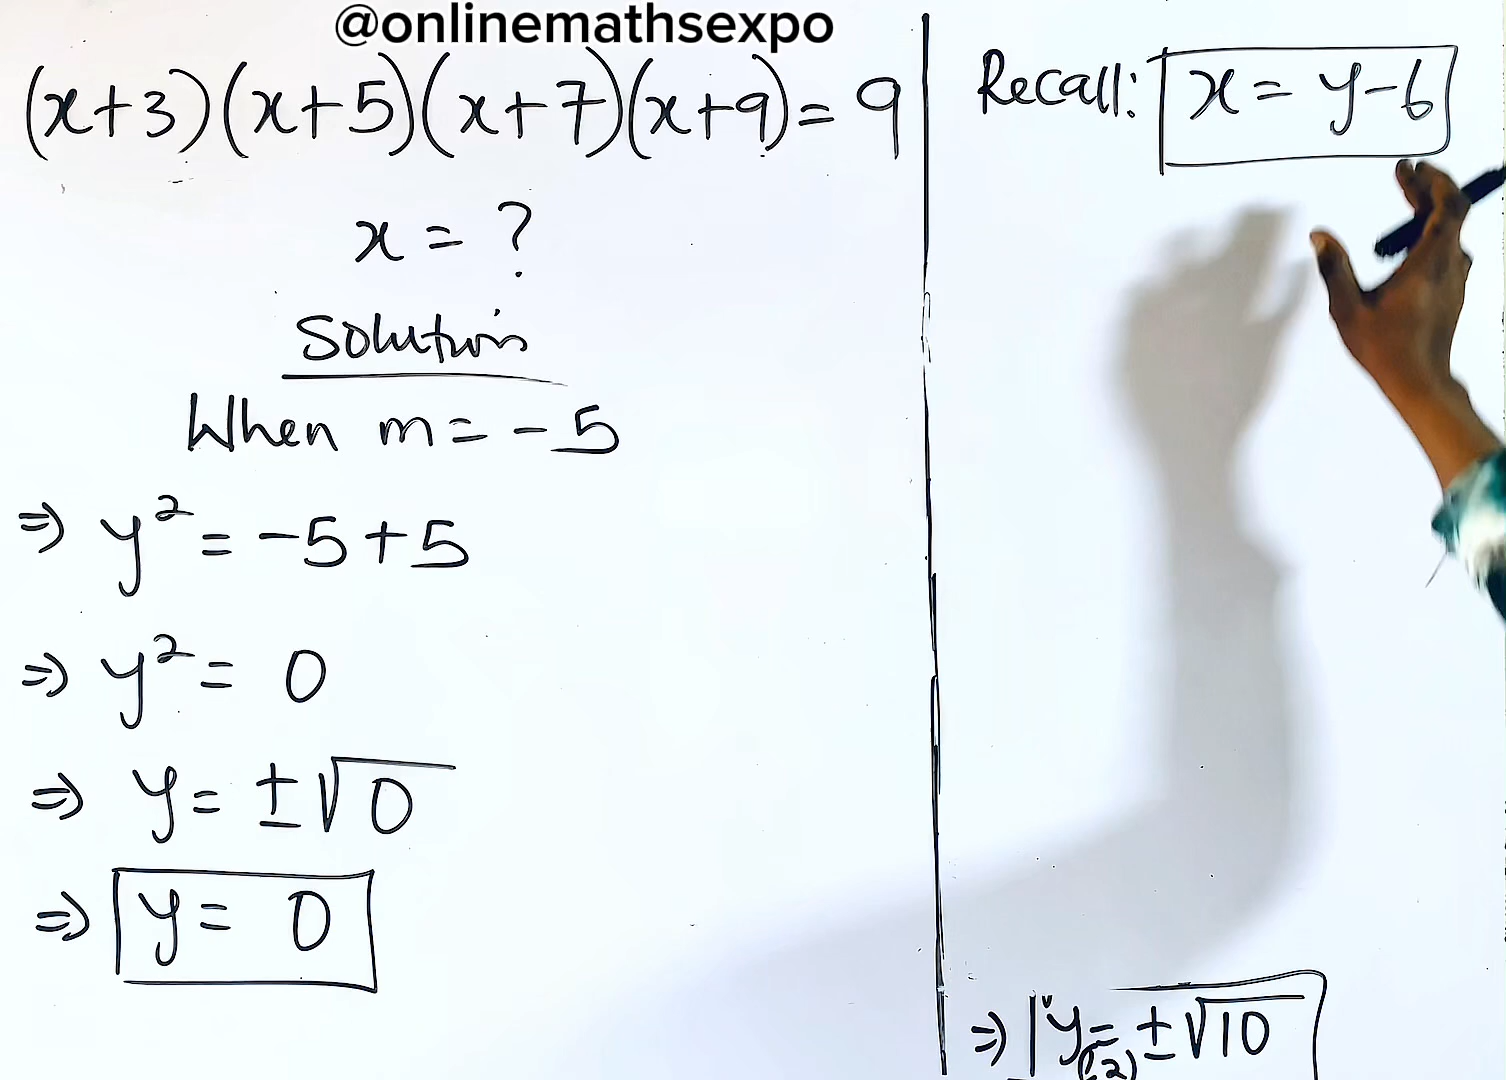 @onlinemathsexpo
(x+3)(x+5)(x+7)(x+9)=9
x = ?
Solution
When m = -5
⇒ y² = -5+5
⇒ y² = 0
⇒ y = ±√0
⇒ y = 0
Recall: x = y-6
⇒ y = ±√10
(-2)